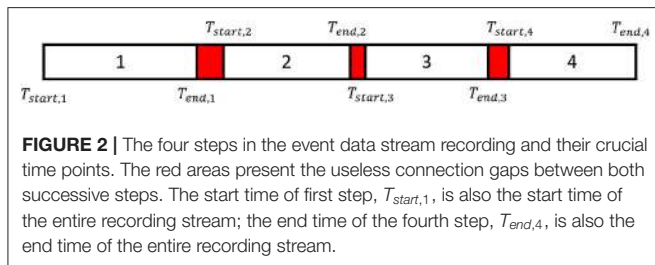 T_start,2 T_end,2 T_start,4 T_end,4
1 2 3 4
T_start,1 T_end,1 T_start,3 T_end,3
FIGURE 2 | The four steps in the event data stream recording and their crucial
time points. The red areas present the useless connection gaps between both
successive steps. The start time of first step, T_start,1, is also the start time of
the entire recording stream; the end time of the fourth step, T_end,4, is also the
end time of the entire recording stream.